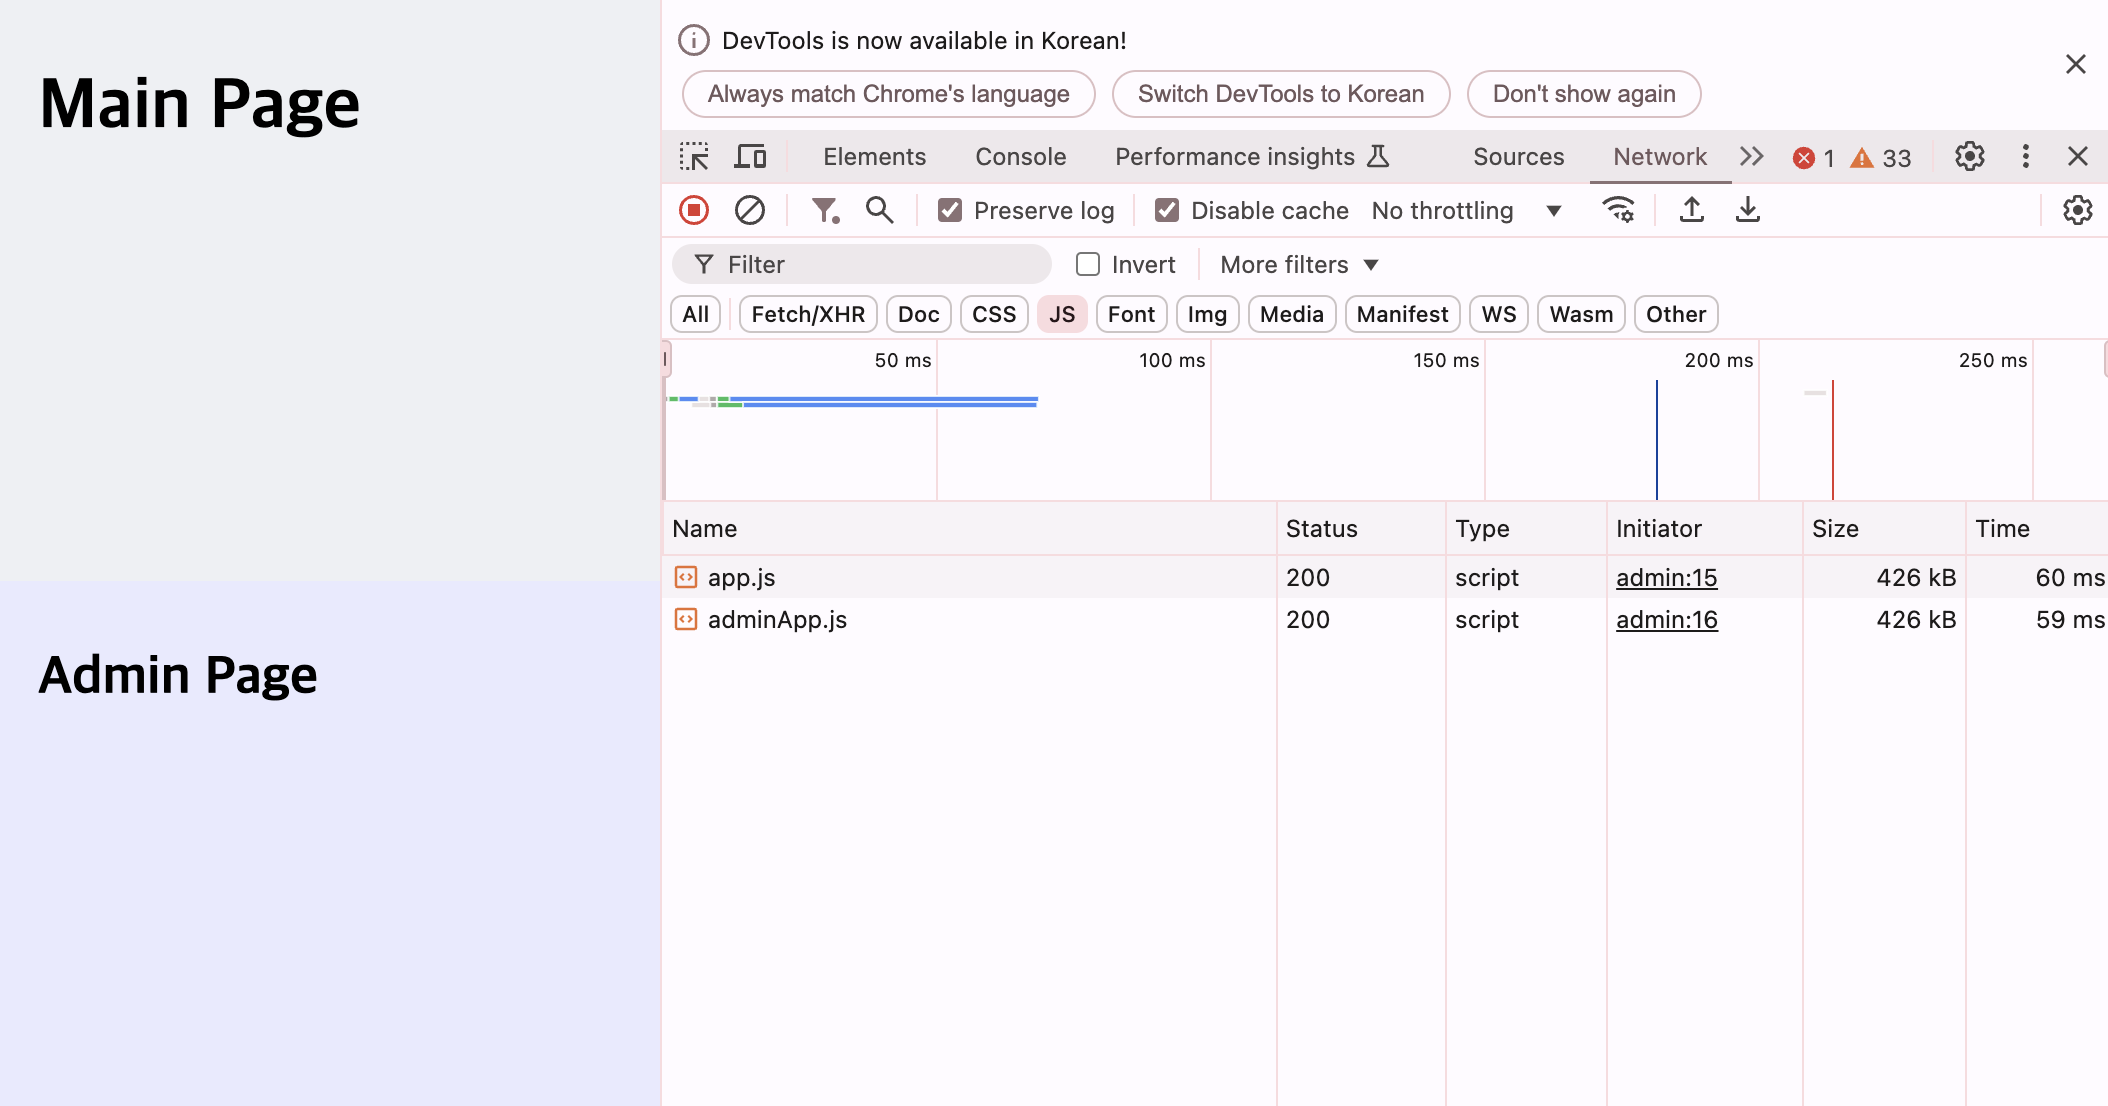 Main Page
Admin Page
DevTools is now available in Korean!
Always match Chrome's language Switch DevTools to Korean Don't show again
Elements Console Performance insights Sources Network 1 33
Preserve log Disable cache No throttling
Filter Invert More filters
All Fetch/XHR Doc CSS JS Font Img Media Manifest WS Wasm Other
50 ms 100 ms 150 ms 200 ms 250 ms
Name Status Type Initiator Size Time
app.js 200 script admin:15 426 kB 60 ms
adminApp.js 200 script admin:16 426 kB 59 ms